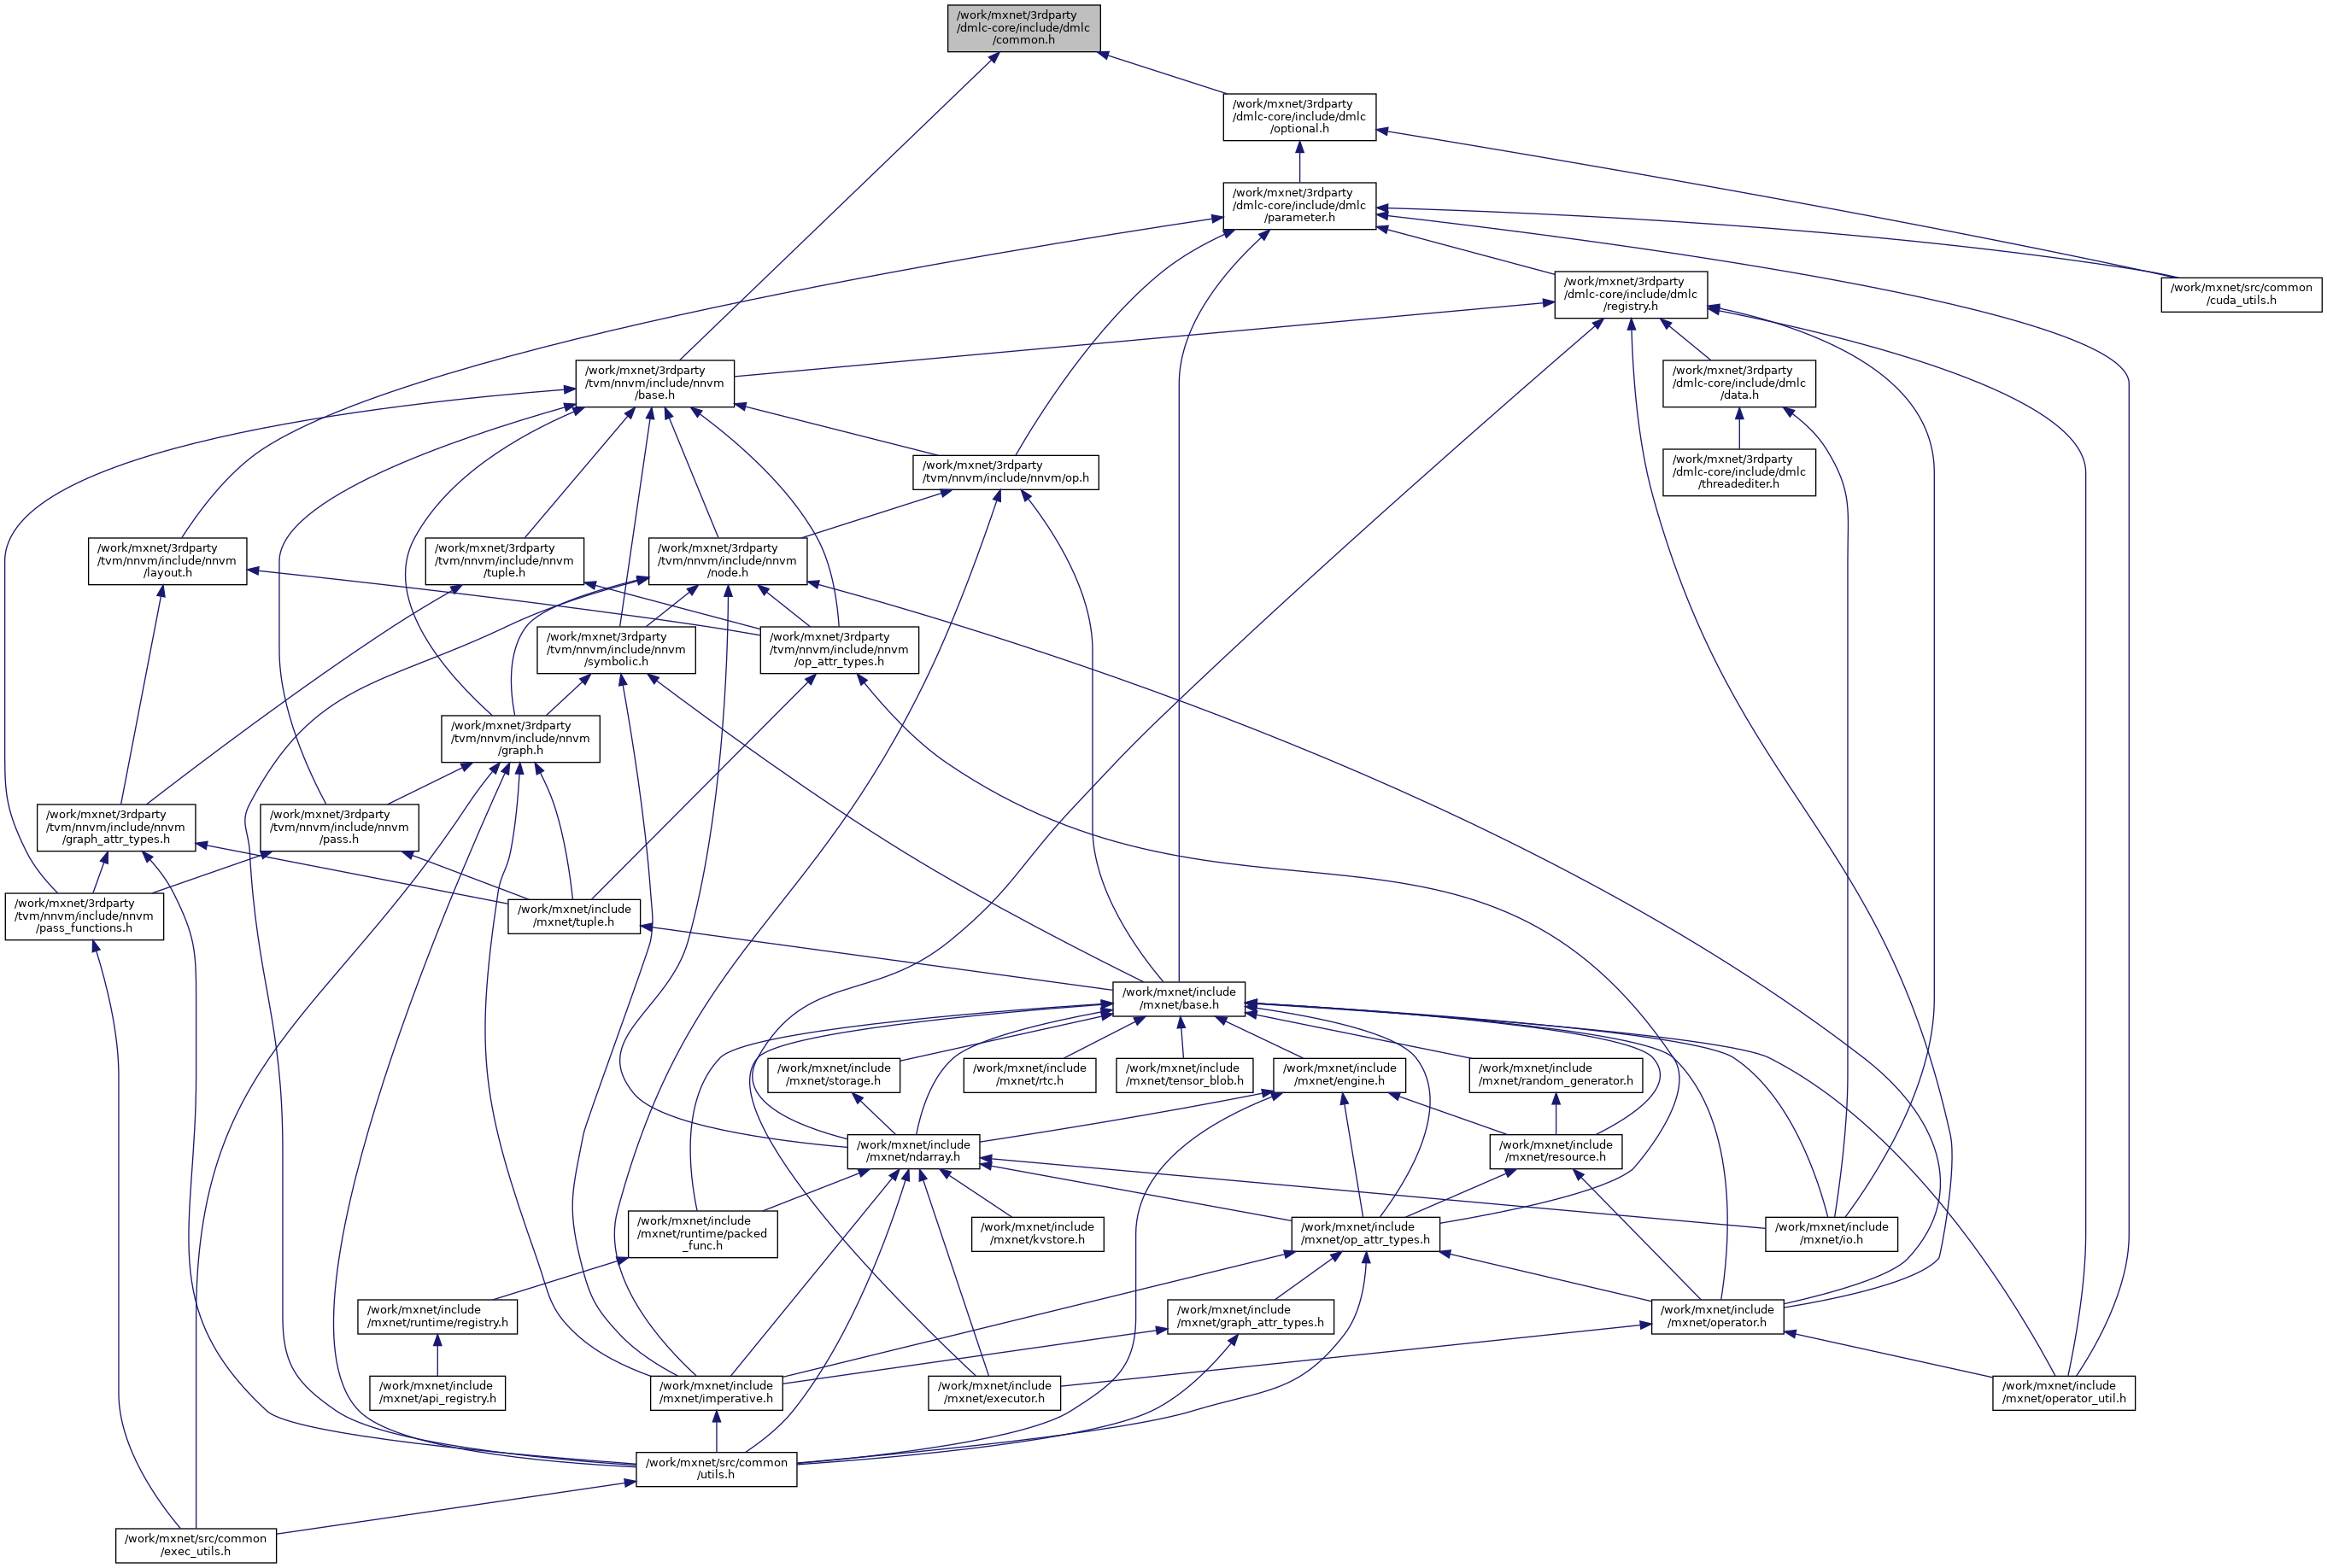 /work/mxnet/3rdparty
/dmlc-core/include/dmlc
/common.h
/work/mxnet/3rdparty
/dmlc-core/include/dmlc
/optional.h
/work/mxnet/3rdparty
/dmlc-core/include/dmlc
/parameter.h
/work/mxnet/3rdparty
/dmlc-core/include/dmlc
/registry.h
/work/mxnet/src/common
/cuda_utils.h
/work/mxnet/3rdparty
/tvm/nnvm/include/nnvm
/base.h
/work/mxnet/3rdparty
/dmlc-core/include/dmlc
/data.h
/work/mxnet/3rdparty
/tvm/nnvm/include/nnvm/op.h
/work/mxnet/3rdparty
/dmlc-core/include/dmlc
/threadediter.h
/work/mxnet/3rdparty
/tvm/nnvm/include/nnvm
/layout.h
/work/mxnet/3rdparty
/tvm/nnvm/include/nnvm
/tuple.h
/work/mxnet/3rdparty
/tvm/nnvm/include/nnvm
/node.h
/work/mxnet/3rdparty
/tvm/nnvm/include/nnvm
/symbolic.h
/work/mxnet/3rdparty
/tvm/nnvm/include/nnvm
/op_attr_types.h
/work/mxnet/3rdparty
/tvm/nnvm/include/nnvm
/graph.h
/work/mxnet/3rdparty
/tvm/nnvm/include/nnvm
/graph_attr_types.h
/work/mxnet/3rdparty
/tvm/nnvm/include/nnvm
/pass.h
/work/mxnet/3rdparty
/tvm/nnvm/include/nnvm
/pass_functions.h
/work/mxnet/include
/mxnet/tuple.h
/work/mxnet/include
/mxnet/base.h
/work/mxnet/include
/mxnet/storage.h
/work/mxnet/include
/mxnet/rtc.h
/work/mxnet/include
/mxnet/tensor_blob.h
/work/mxnet/include
/mxnet/engine.h
/work/mxnet/include
/mxnet/random_generator.h
/work/mxnet/include
/mxnet/ndarray.h
/work/mxnet/include
/mxnet/resource.h
/work/mxnet/include
/mxnet/runtime/packed
_func.h
/work/mxnet/include
/mxnet/kvstore.h
/work/mxnet/include
/mxnet/op_attr_types.h
/work/mxnet/include
/mxnet/io.h
/work/mxnet/include
/mxnet/runtime/registry.h
/work/mxnet/include
/mxnet/graph_attr_types.h
/work/mxnet/include
/mxnet/operator.h
/work/mxnet/include
/mxnet/api_registry.h
/work/mxnet/include
/mxnet/imperative.h
/work/mxnet/include
/mxnet/executor.h
/work/mxnet/include
/mxnet/operator_util.h
/work/mxnet/src/common
/utils.h
/work/mxnet/src/common
/exec_utils.h